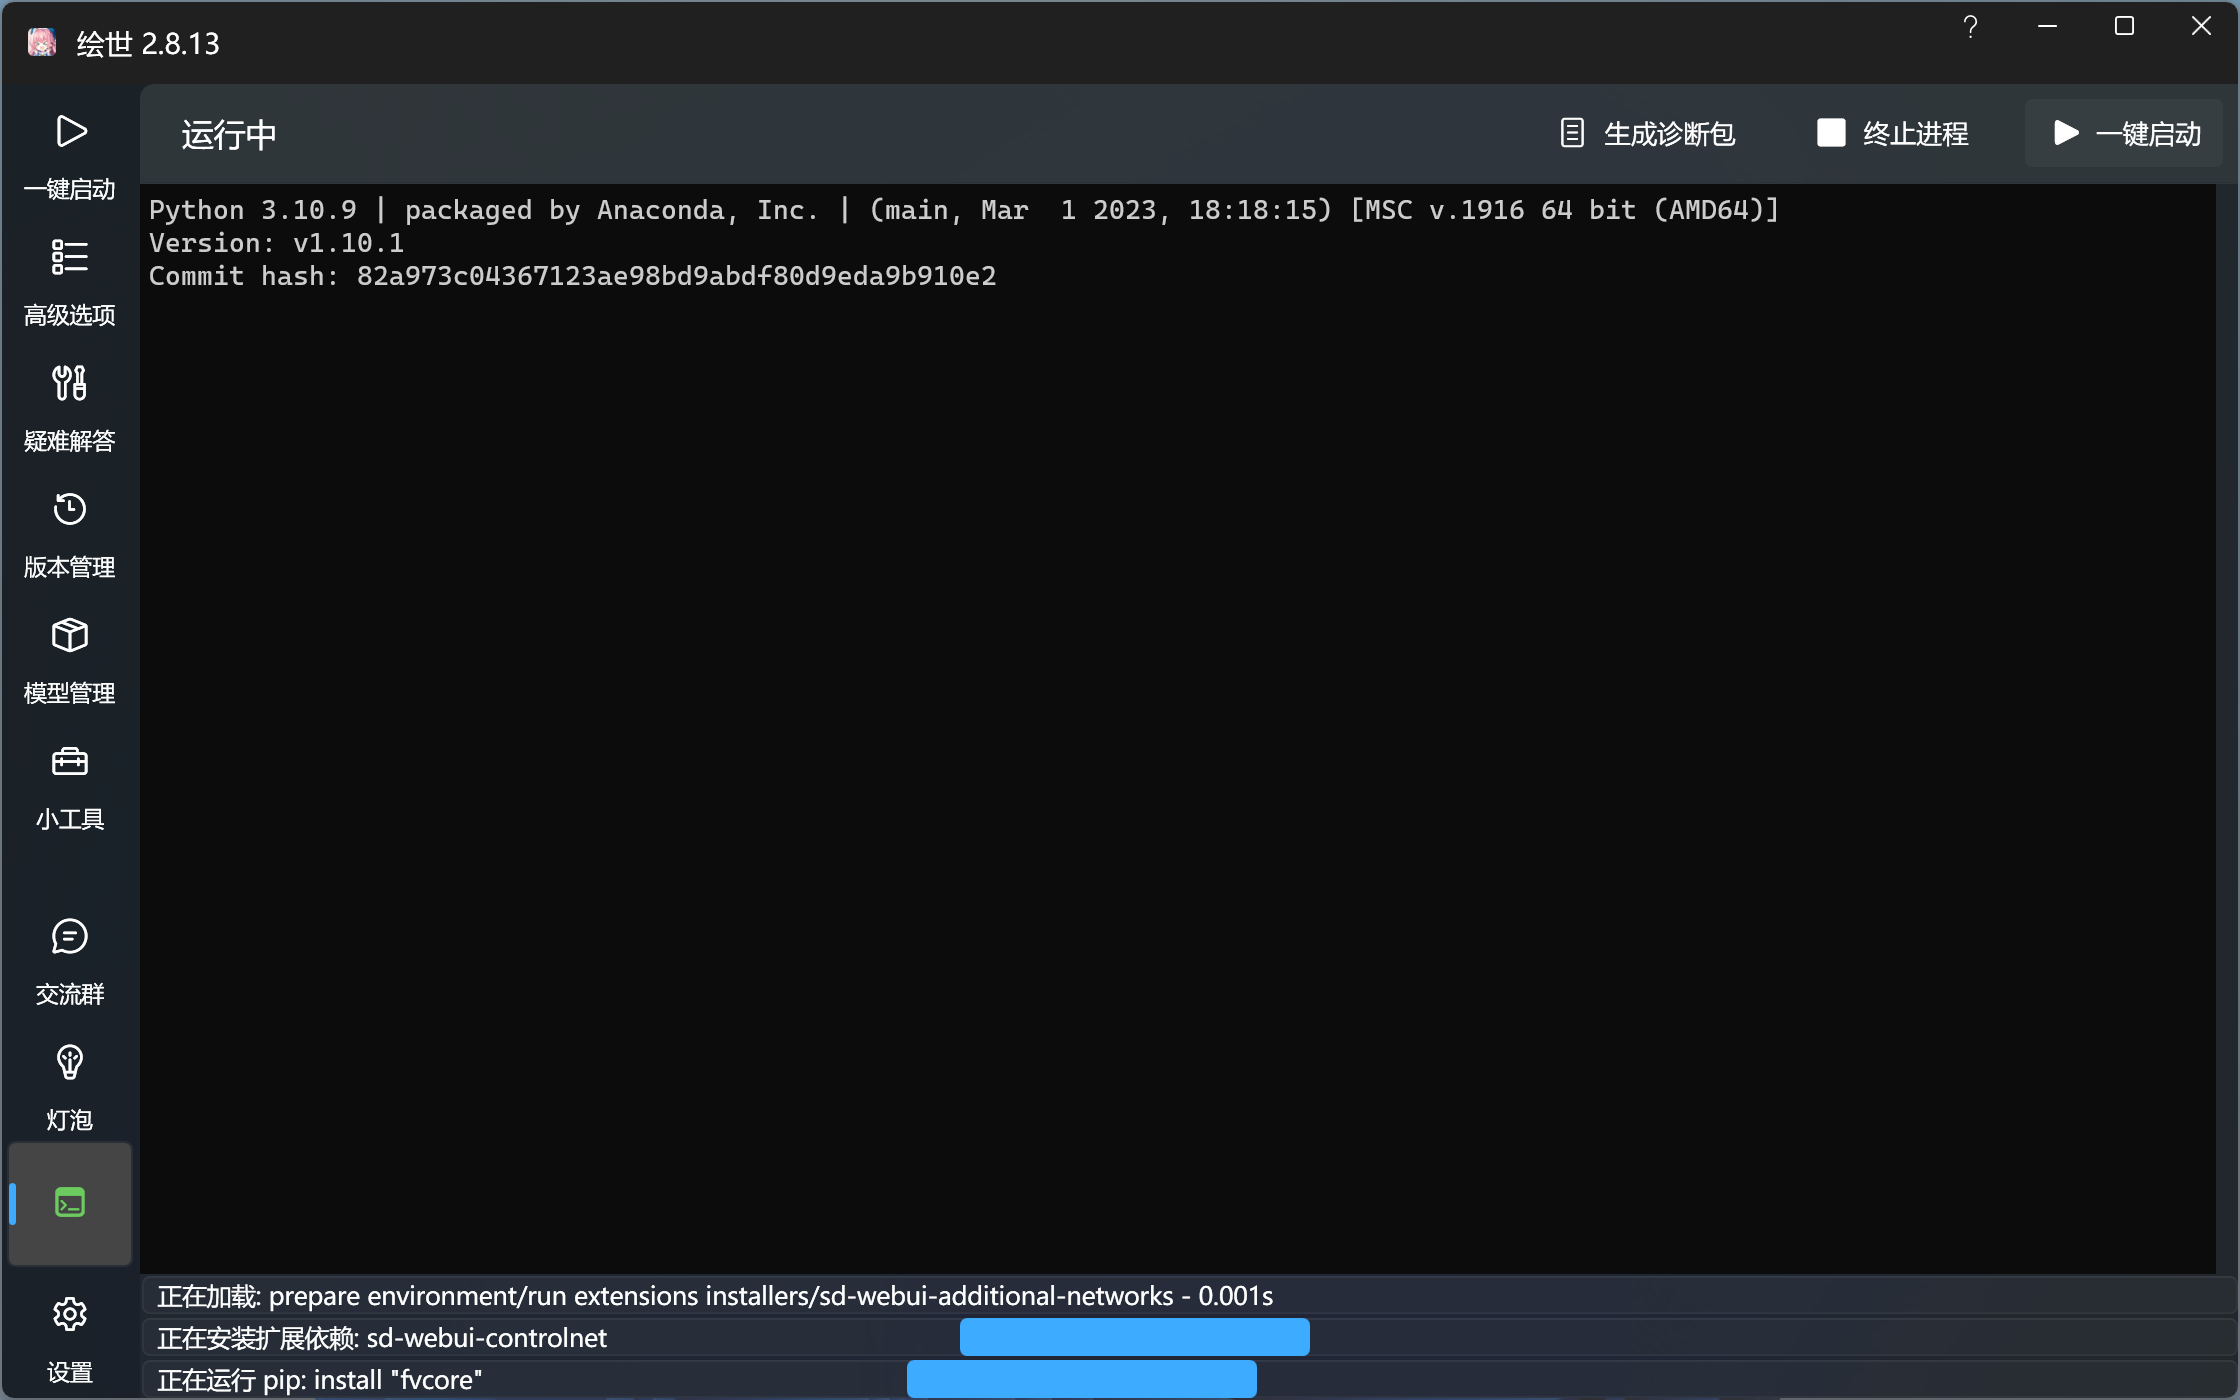 绘世 2.8.13
一键启动
高级选项
疑难解答
版本管理
模型管理
小工具
交流群
灯泡
设置
运行中
生成诊断包
终止进程
一键启动
Python 3.10.9 | packaged by Anaconda, Inc. | (main, Mar  1 2023, 18:18:15) [MSC v.1916 64 bit (AMD64)]
Version: v1.10.1
Commit hash: 82a973c04367123ae98bd9abdf80d9eda9b910e2
正在加载: prepare environment/run extensions installers/sd-webui-additional-networks - 0.001s
正在安装扩展依赖: sd-webui-controlnet
正在运行 pip: install "fvcore"